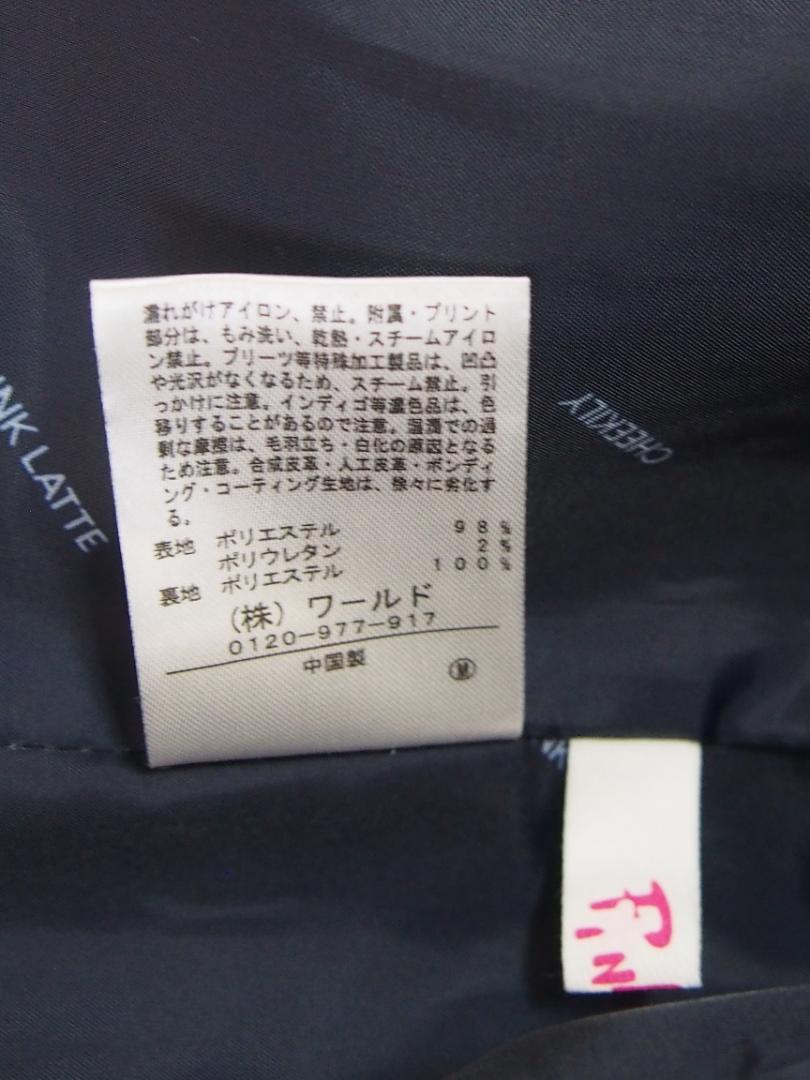 濡れがけアイロン、禁止。附属・プリント
部分は、もみ洗い、乾熱・スチームアイロ
ン禁止。プリーツ等特殊加工製品は、凹凸
や光沢がなくなるため、スチーム禁止。引
っかけに注意。インディゴ等濃色品は、色
移りすることがあるので注意。湿潤での過
剰な摩擦は、毛羽立ち・白化の原因となる
ため注意。合成皮革・人工皮革・ボンディ
ング・コーティング生地は、徐々に劣化す
る。
表地 ポリエステル 98%
ポリウレタン 2%
裏地 ポリエステル 100%
(株) ワールド
0120-977-917
中国製 Ⓜ
INK LATTE
CHEEKILY
NK
PIN